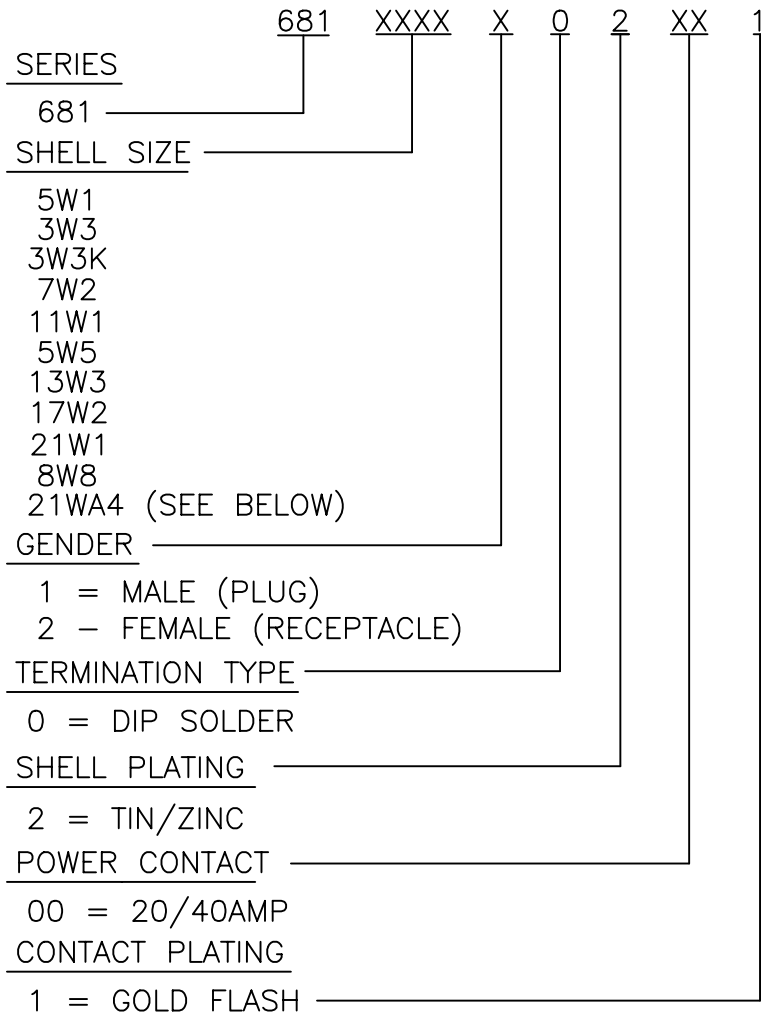 681 XXXX X 0 2 XX 1
SERIES
681
SHELL SIZE
5W1
3W3
3W3K
7W2
11W1
5W5
13W3
17W2
21W1
8W8
21WA4 (SEE BELOW)
GENDER
1 = MALE (PLUG)
2 - FEMALE (RECEPTACLE)
TERMINATION TYPE
0 = DIP SOLDER
SHELL PLATING
2 = TIN/ZINC
POWER CONTACT
00 = 20/40AMP
CONTACT PLATING
1 = GOLD FLASH